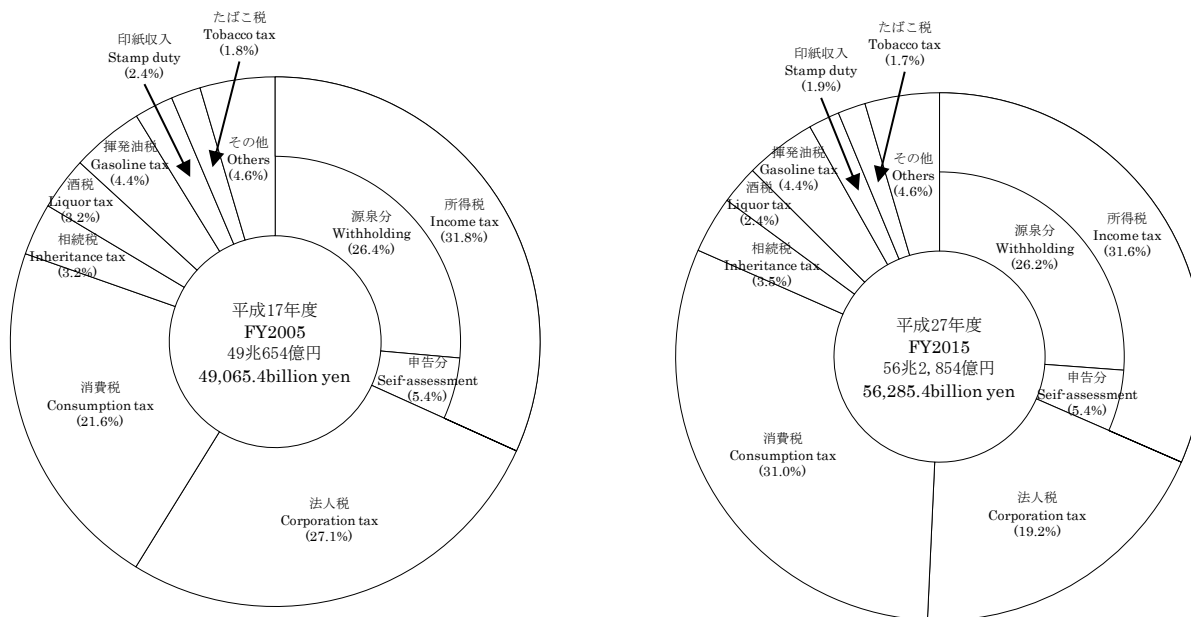 たばこ税
Tobacco tax
(1.8%)
印紙収入
Stamp duty
(2.4%)
その他
Others
(4.6%)
揮発油税
Gasoline tax
(4.4%)
酒税
Liquor tax
(3.2%)
相続税
Inheritance tax
(3.2%)
源泉分
Withholding
(26.4%)
所得税
Income tax
(31.8%)
平成17年度
FY2005
49兆654億円
49,065.4billion yen
申告分
Seif-assessment
(5.4%)
消費税
Consumption tax
(21.6%)
法人税
Corporation tax
(27.1%)
たばこ税
Tobacco tax
(1.7%)
印紙収入
Stamp duty
(1.9%)
その他
Others
(4.6%)
揮発油税
Gasoline tax
(4.4%)
酒税
Liquor tax
(2.4%)
相続税
Inheritance tax
(3.5%)
源泉分
Withholding
(26.2%)
所得税
Income tax
(31.6%)
平成27年度
FY2015
56兆2,854億円
56,285.4billion yen
申告分
Seif-assessment
(5.4%)
消費税
Consumption tax
(31.0%)
法人税
Corporation tax
(19.2%)